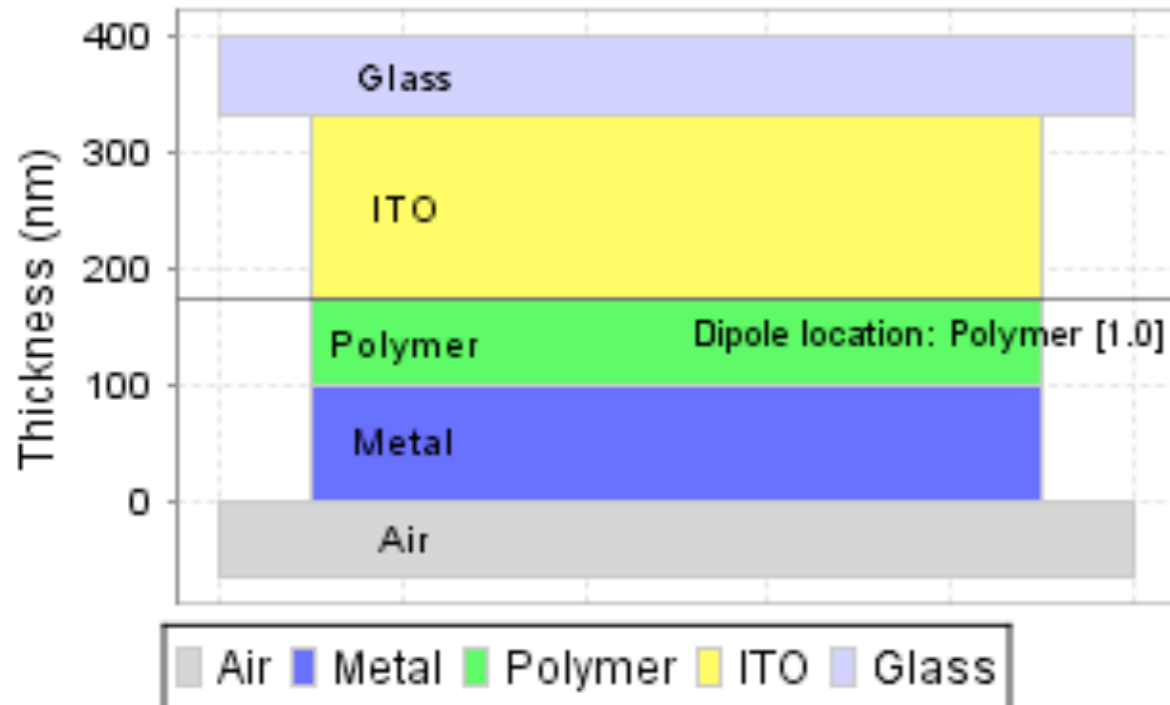 Thickness (nm)
400
300
200
100
0
Glass
ITO
Polymer
Dipole location: Polymer [1.0]
Metal
Air
Air Metal Polymer ITO Glass